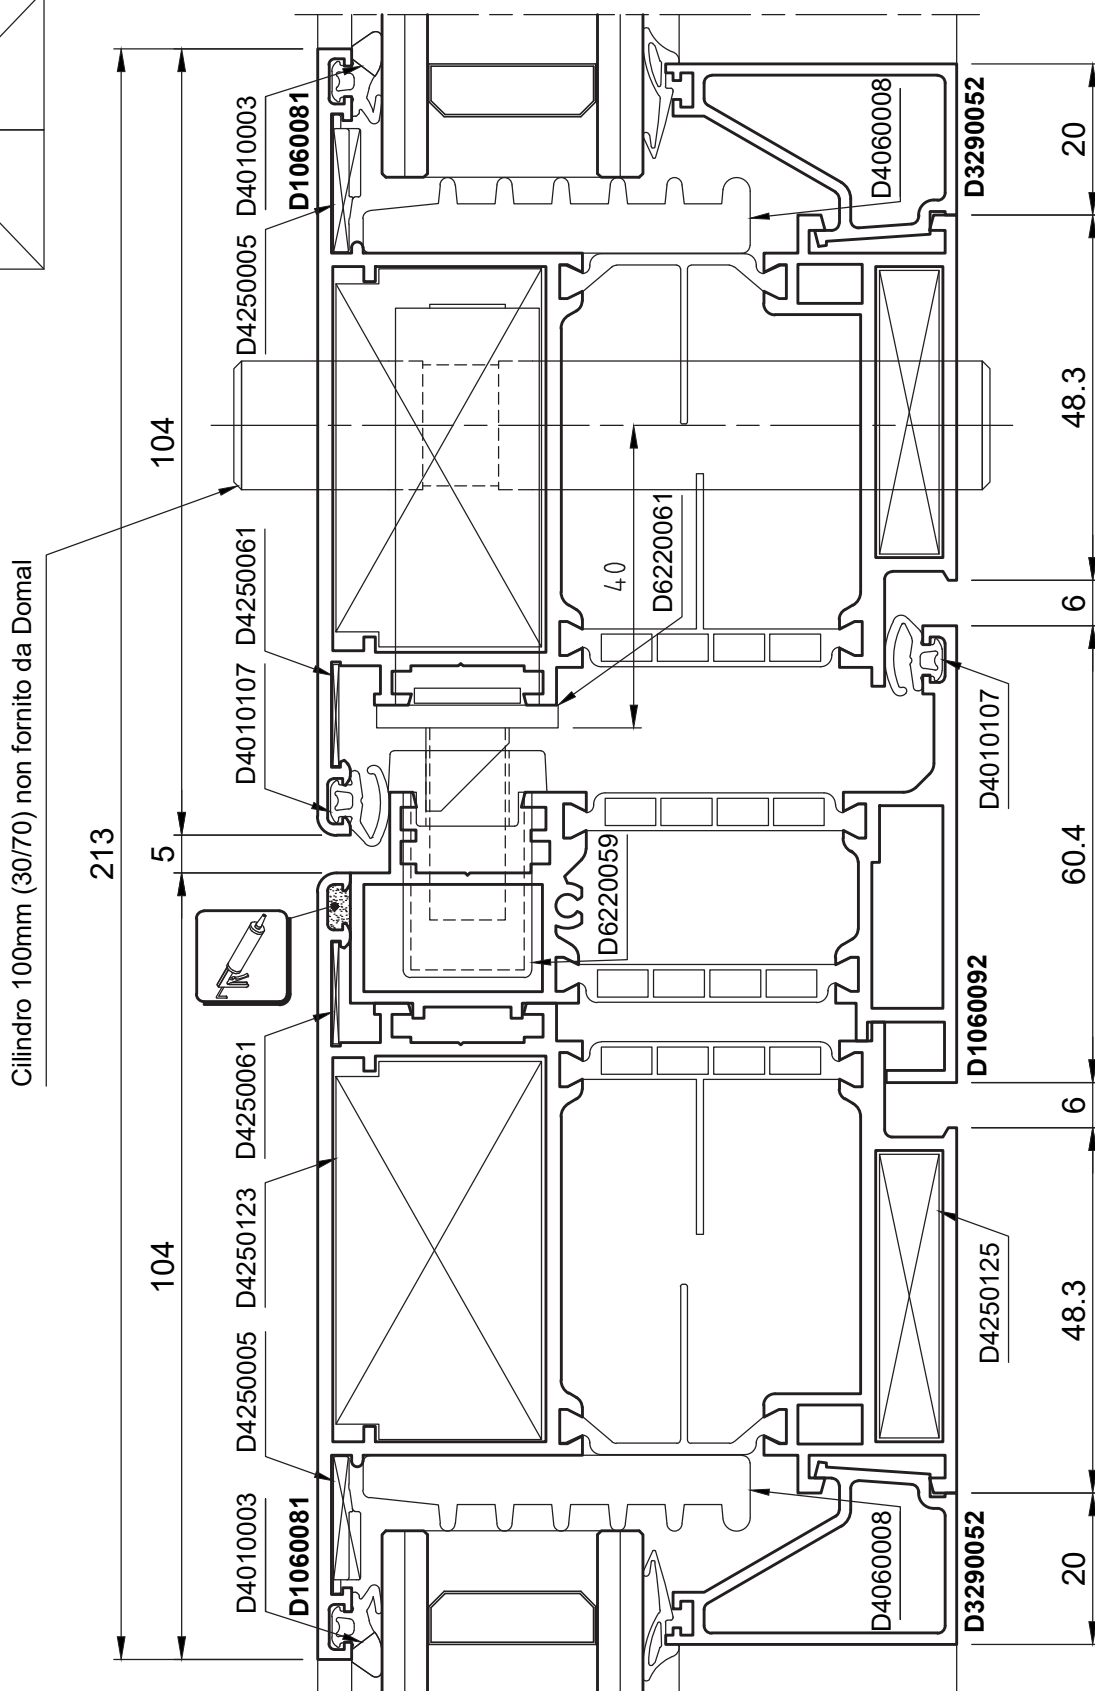 Cilindro 100mm (30/70) non fornito da Domal
213
104
5
104
D4010003
D1060081
D4250005
D4250123
D4250061
D4010107
D4250061
D4250005
D4010003
D1060081
D6220059
D6220061
40
D4060008
D3290052
D4250125
D1060092
D4010107
D4060008
D3290052
20
48.3
6
60.4
6
48.3
20